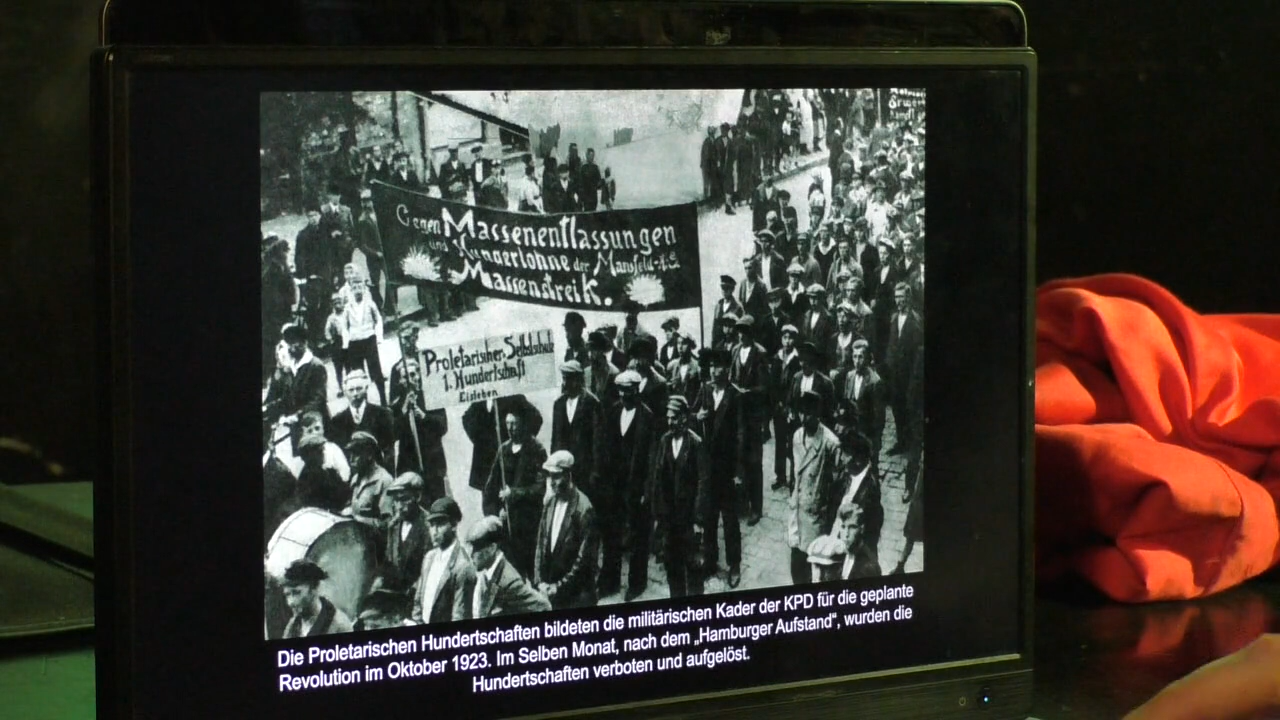 Gegen Massenentlassungen
und Hungerlöhne der Mansfeld-A.G.
Massenstreik.
Proletarischer Selbstschutz
1. Hundertschaft
Eisleben
Die Proletarischen Hundertschaften bildeten die militärischen Kader der KPD für die geplante
Revolution im Oktober 1923. Im Selben Monat, nach dem „Hamburger Aufstand“, wurden die
Hundertschaften verboten und aufgelöst.